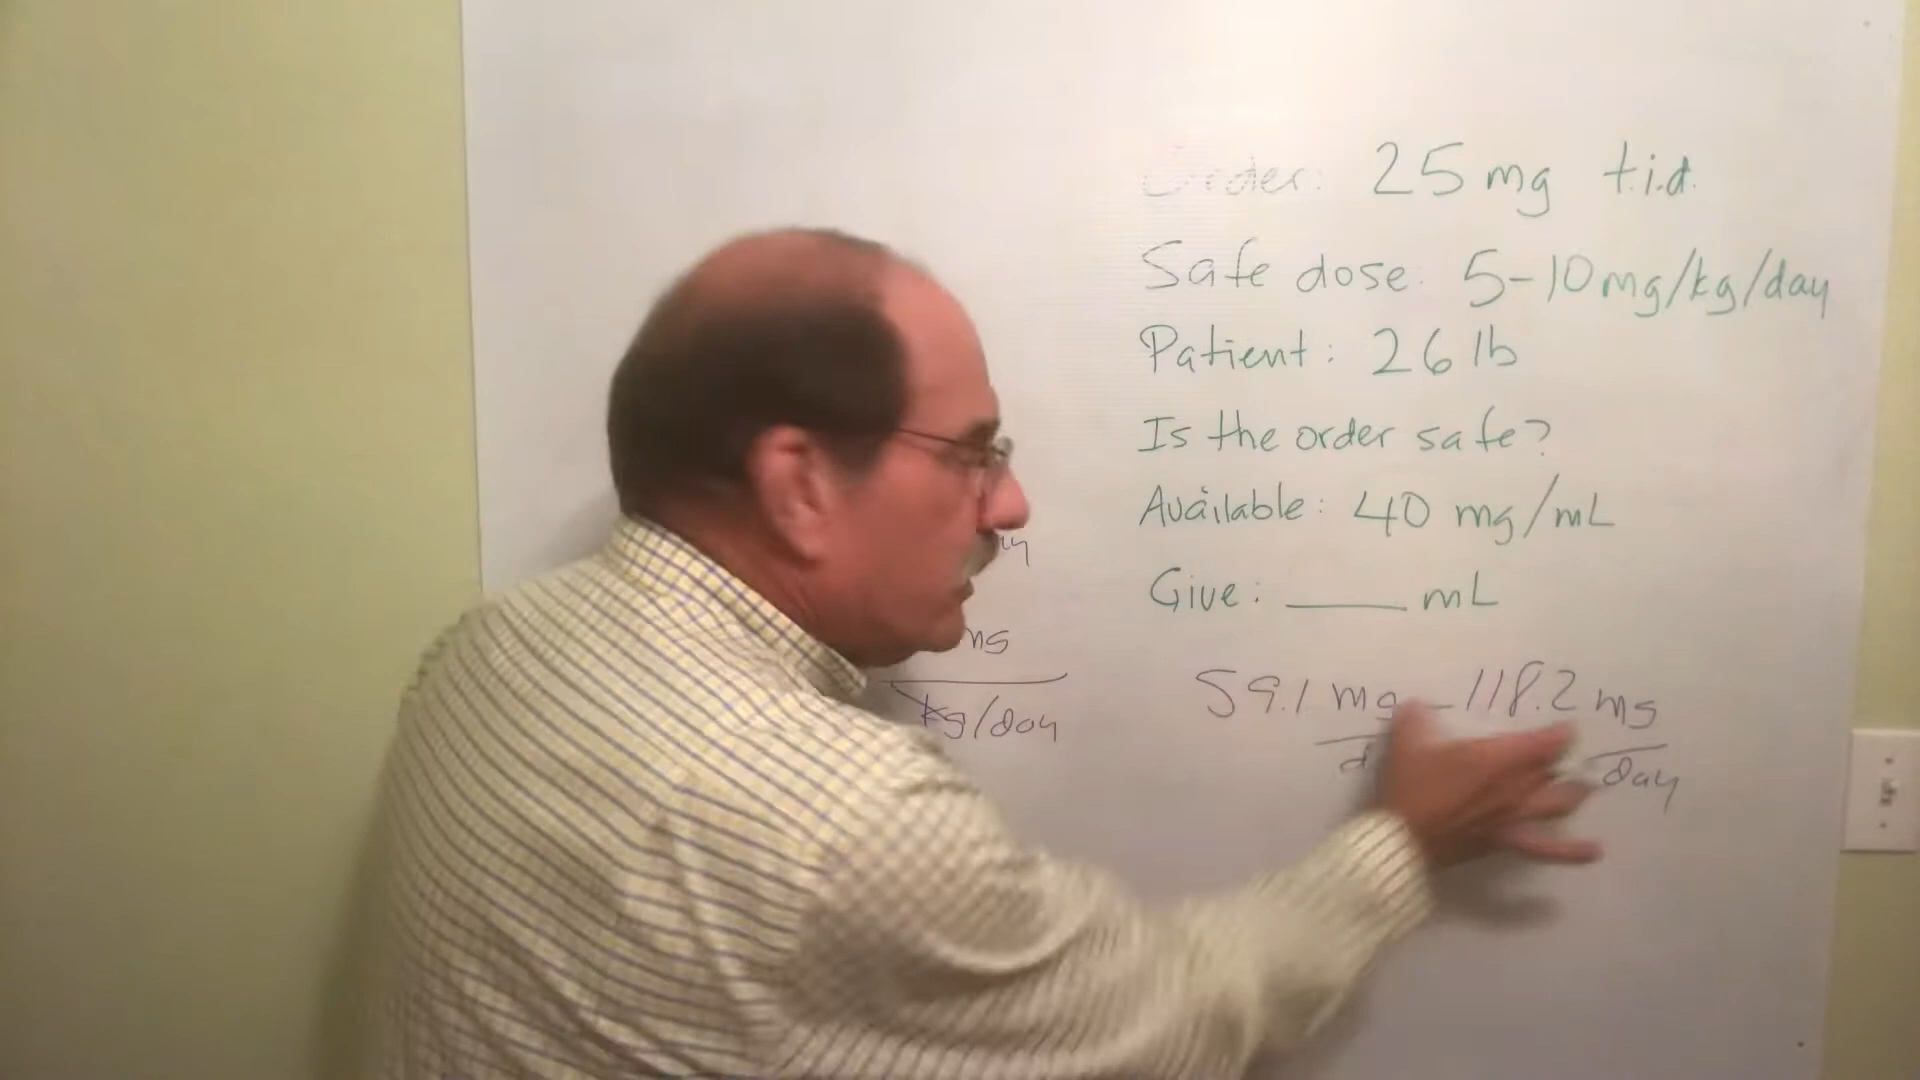 Order: 25 mg t.i.d.
Safe dose: 5-10 mg/kg/day
Patient: 26 lb
Is the order safe?
Available: 40 mg/mL
Give: ____ mL
kg/day
59.1 mg - 118.2 mg
day